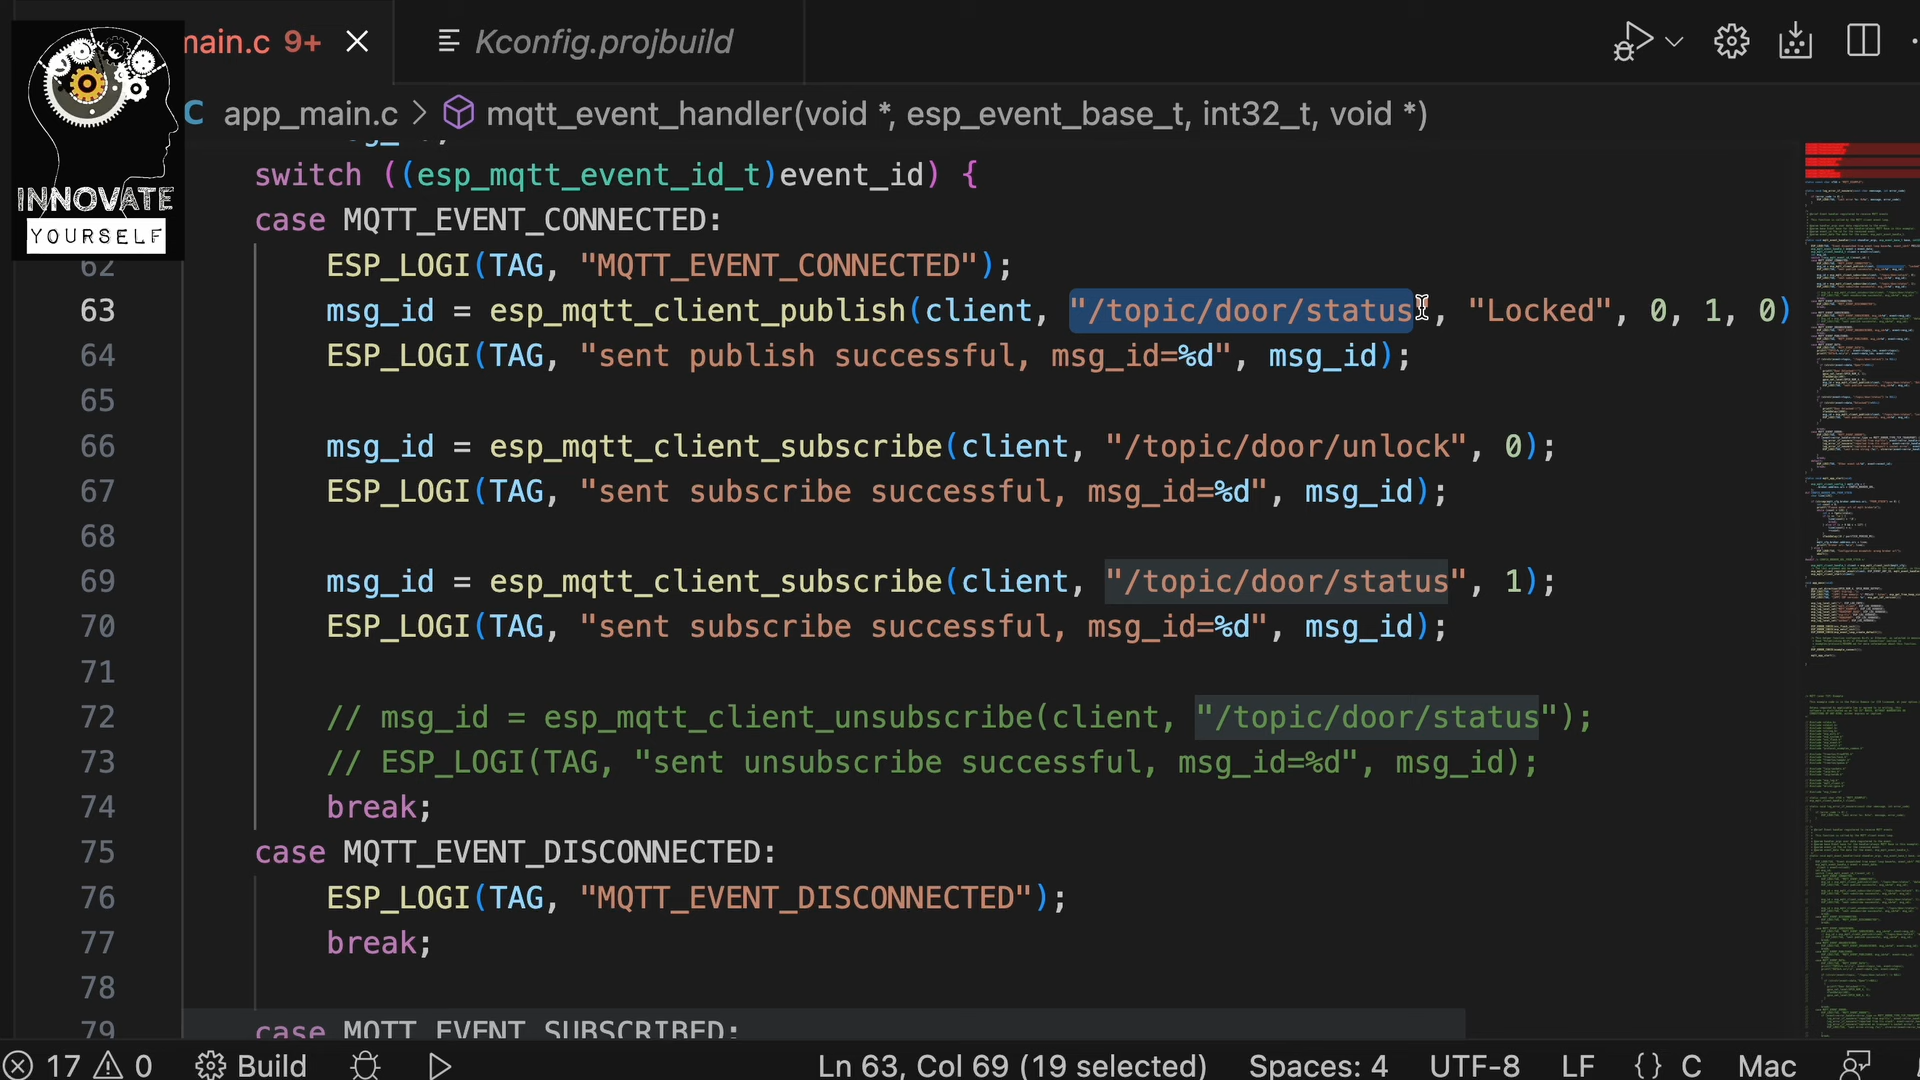 main.c 9+
Kconfig.projbuild
INNOVATE
YOURSELF
C app_main.c > mqtt_event_handler(void *, esp_event_base_t, int32_t, void *)
switch ((esp_mqtt_event_id_t)event_id) {
case MQTT_EVENT_CONNECTED:
62 ESP_LOGI(TAG, "MQTT_EVENT_CONNECTED");
63 msg_id = esp_mqtt_client_publish(client, "/topic/door/status", "Locked", 0, 1, 0)
64 ESP_LOGI(TAG, "sent publish successful, msg_id=%d", msg_id);
65
66 msg_id = esp_mqtt_client_subscribe(client, "/topic/door/unlock", 0);
67 ESP_LOGI(TAG, "sent subscribe successful, msg_id=%d", msg_id);
68
69 msg_id = esp_mqtt_client_subscribe(client, "/topic/door/status", 1);
70 ESP_LOGI(TAG, "sent subscribe successful, msg_id=%d", msg_id);
71
72 // msg_id = esp_mqtt_client_unsubscribe(client, "/topic/door/status");
73 // ESP_LOGI(TAG, "sent unsubscribe successful, msg_id=%d", msg_id);
74 break;
75 case MQTT_EVENT_DISCONNECTED:
76 ESP_LOGI(TAG, "MQTT_EVENT_DISCONNECTED");
77 break;
78
79 case MQTT_EVENT_SUBSCRIBED:
17 0 Build Ln 63, Col 69 (19 selected) Spaces: 4 UTF-8 LF {} C Mac